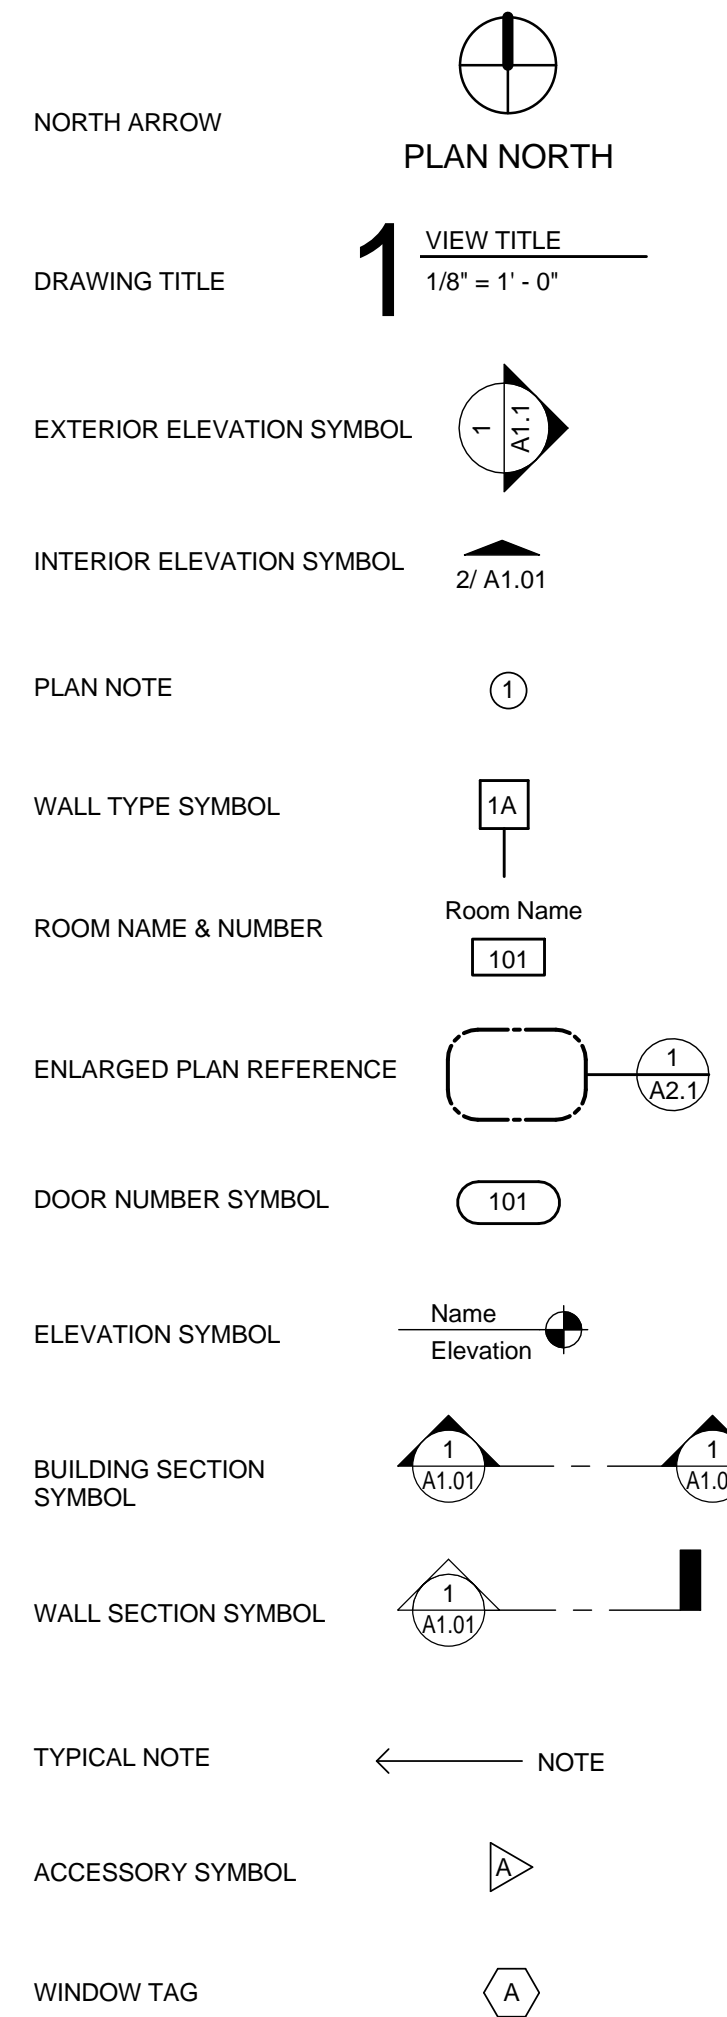 NORTH ARROW
PLAN NORTH
DRAWING TITLE
1
VIEW TITLE
1/8" = 1' - 0"
EXTERIOR ELEVATION SYMBOL
1
A1.1
INTERIOR ELEVATION SYMBOL
2/ A1.01
PLAN NOTE
1
WALL TYPE SYMBOL
1A
ROOM NAME & NUMBER
Room Name
101
ENLARGED PLAN REFERENCE
1
A2.1
DOOR NUMBER SYMBOL
101
ELEVATION SYMBOL
Name
Elevation
BUILDING SECTION
SYMBOL
1
A1.01
1
A1.0
WALL SECTION SYMBOL
1
A1.01
TYPICAL NOTE
NOTE
ACCESSORY SYMBOL
A
WINDOW TAG
A